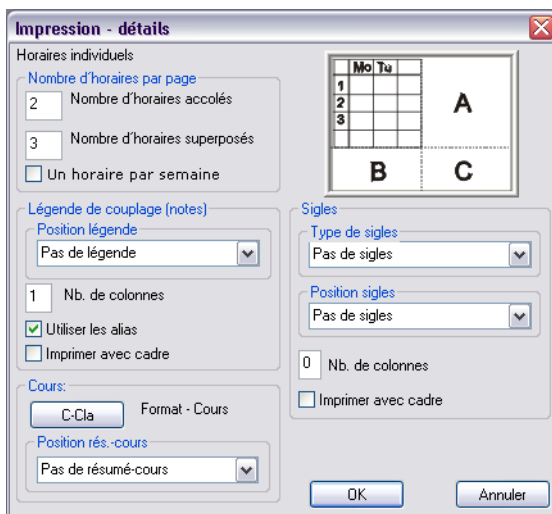 Impression - détails
Horaires individuels
Nombre d´horaires par page
2 Nombre d´horaires accolés
3 Nombre d´horaires superposés
Un horaire par semaine
Mo Tu
1
2
3
A
B
C
Légende de couplage (notes)
Position légende
Pas de légende
1 Nb. de colonnes
Utiliser les alias
Imprimer avec cadre
Sigles
Type de sigles
Pas de sigles
Position sigles
Pas de sigles
0 Nb. de colonnes
Imprimer avec cadre
Cours:
C-Cla Format - Cours
Position rés.-cours
Pas de résumé-cours
OK
Annuler